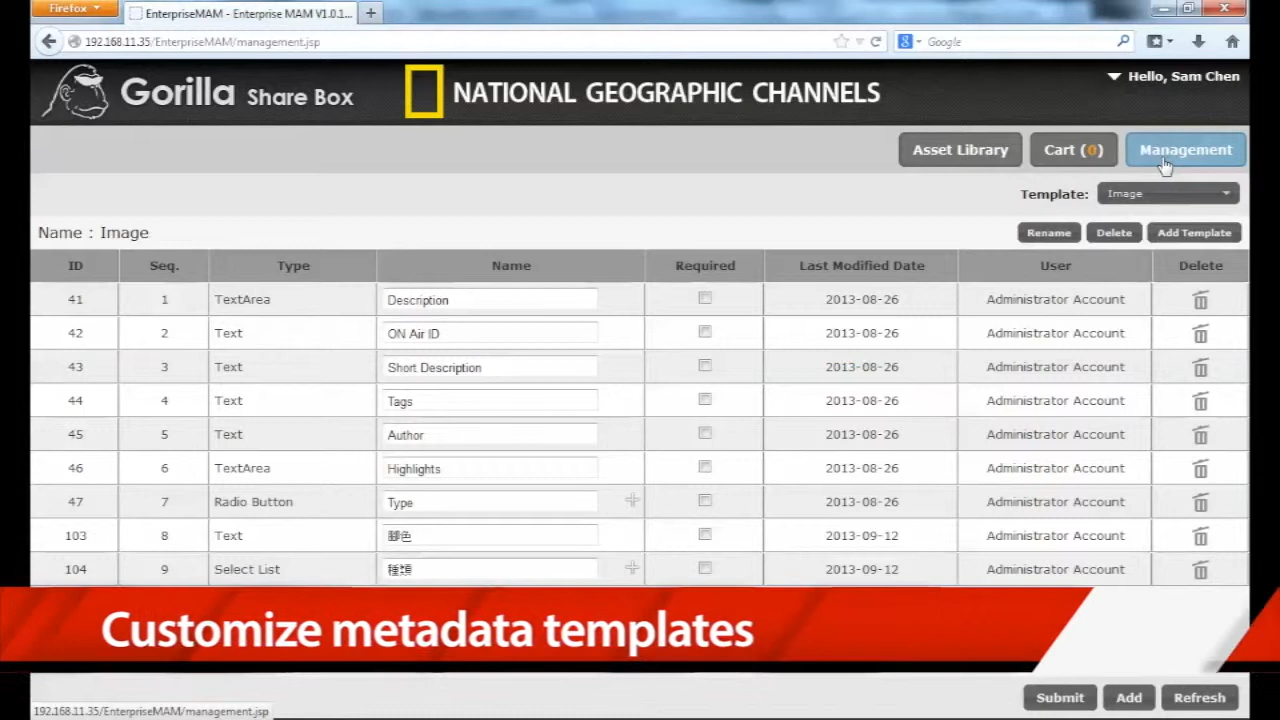 Firefox
EnterpriseMAM - Enterprise MAM V1.0.1...
192.168.11.35/EnterpriseMAM/management.jsp
Google
Gorilla Share Box
NATIONAL GEOGRAPHIC CHANNELS
Hello, Sam Chen
Asset Library
Cart (0)
Management
Template: Image
Name : Image
Rename Delete Add Template
ID Seq. Type Name Required Last Modified Date User Delete
41 1 TextArea Description 2013-08-26 Administrator Account
42 2 Text ON Air ID 2013-08-26 Administrator Account
43 3 Text Short Description 2013-08-26 Administrator Account
44 4 Text Tags 2013-08-26 Administrator Account
45 5 Text Author 2013-08-26 Administrator Account
46 6 TextArea Highlights 2013-08-26 Administrator Account
47 7 Radio Button Type 2013-08-26 Administrator Account
103 8 Text 腳色 2013-09-12 Administrator Account
104 9 Select List 種類 2013-09-12 Administrator Account
Customize metadata templates
Submit Add Refresh
192.168.11.35/EnterpriseMAM/management.jsp